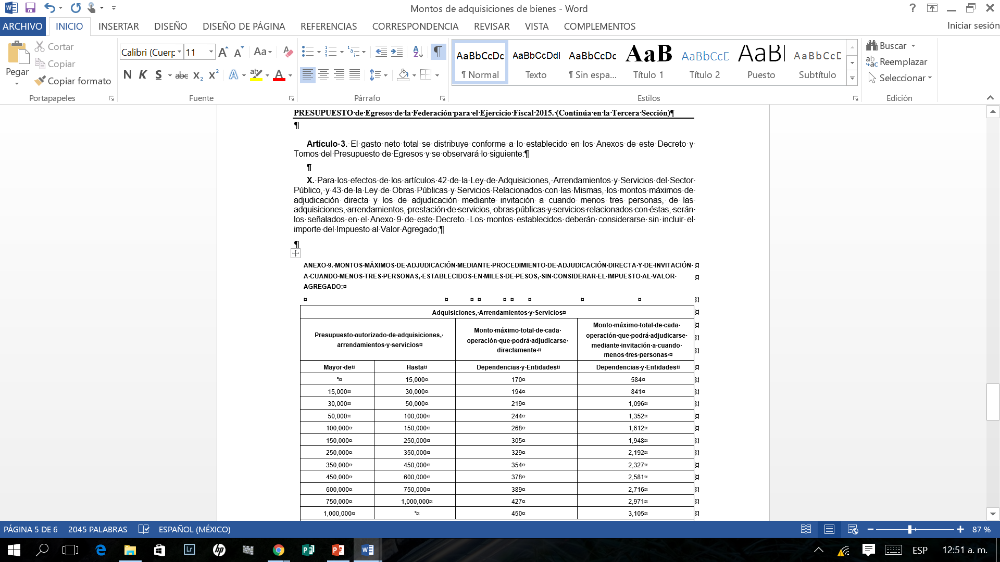 Montos de adquisiciones de bienes - Word
ARCHIVO INICIO INSERTAR DISEÑO DISEÑO DE PÁGINA REFERENCIAS CORRESPONDENCIA REVISAR VISTA COMPLEMENTOS Iniciar sesión
Pegar
Cortar
Copiar
Copiar formato
Portapapeles
Calibri (Cuerp 11
N K S abc X₂ X²
Fuente
Párrafo
AaBbCcDc AaBbCcDdI AaBbCcDc AaB AaBbCcD AaBl AaBbCcD
¶ Normal Texto ¶ Sin espa... Título 1 Título 2 Puesto Subtítulo
Estilos
Buscar
Reemplazar
Seleccionar
Edición
PRESUPUESTO de Egresos de la Federación para el Ejercicio Fiscal 2015. (Continúa en la Tercera Sección)¶
¶
Artículo 3. El gasto neto total se distribuye conforme a lo establecido en los Anexos de este Decreto y
Tomos del Presupuesto de Egresos y se observará lo siguiente:¶
¶
X. Para los efectos de los artículos 42 de la Ley de Adquisiciones, Arrendamientos y Servicios del Sector
Público, y 43 de la Ley de Obras Públicas y Servicios Relacionados con las Mismas, los montos máximos de
adjudicación directa y los de adjudicación mediante invitación a cuando menos tres personas, de las
adquisiciones, arrendamientos, prestación de servicios, obras públicas y servicios relacionados con éstas, serán
los señalados en el Anexo 9 de este Decreto. Los montos establecidos deberán considerarse sin incluir el
importe del Impuesto al Valor Agregado;¶
¶
ANEXO 9. MONTOS MÁXIMOS DE ADJUDICACIÓN MEDIANTE PROCEDIMIENTO DE ADJUDICACIÓN DIRECTA Y DE INVITACIÓN
A CUANDO MENOS TRES PERSONAS, ESTABLECIDOS EN MILES DE PESOS, SIN CONSIDERAR EL IMPUESTO AL VALOR
AGREGADO:¤
Adquisiciones, Arrendamientos y Servicios¤
Presupuesto autorizado de adquisiciones,
arrendamientos y servicios¤
Monto máximo total de cada
operación que podrá adjudicarse
directamente ¤
Monto máximo total de cada
operación que podrá adjudicarse
mediante invitación a cuando
menos tres personas ¤
Mayor de¤ Hasta¤ Dependencias y Entidades¤ Dependencias y Entidades¤
¤ 15,000¤ 170¤ 584¤
15,000¤ 30,000¤ 194¤ 841¤
30,000¤ 50,000¤ 219¤ 1,096¤
50,000¤ 100,000¤ 244¤ 1,352¤
100,000¤ 150,000¤ 268¤ 1,612¤
150,000¤ 250,000¤ 305¤ 1,948¤
250,000¤ 350,000¤ 329¤ 2,192¤
350,000¤ 450,000¤ 354¤ 2,327¤
450,000¤ 600,000¤ 378¤ 2,581¤
600,000¤ 750,000¤ 389¤ 2,716¤
750,000¤ 1,000,000¤ 427¤ 2,971¤
1,000,000¤ ¤ 450¤ 3,105¤
PÁGINA 5 DE 6 2045 PALABRAS ESPAÑOL (MÉXICO) 87 %
ESP 12:51 a. m.